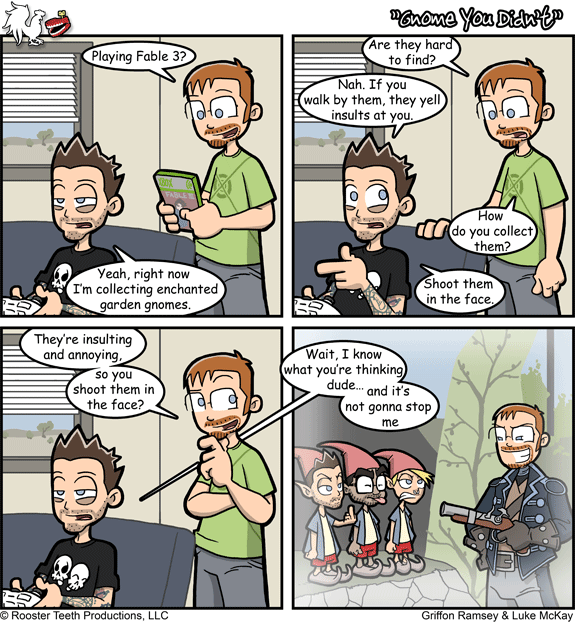 "Gnome You Didn't"
Playing Fable 3?
FABLE III
Yeah, right now
I'm collecting enchanted
garden gnomes.
Are they hard
to find?
Nah. If you
walk by them, they yell
insults at you.
How
do you collect
them?
Shoot them
in the face.
They're insulting
and annoying,
so you
shoot them in
the face?
Wait, I know
what you're thinking
dude...
and it's
not gonna stop
me
© Rooster Teeth Productions, LLC
Griffon Ramsey & Luke McKay